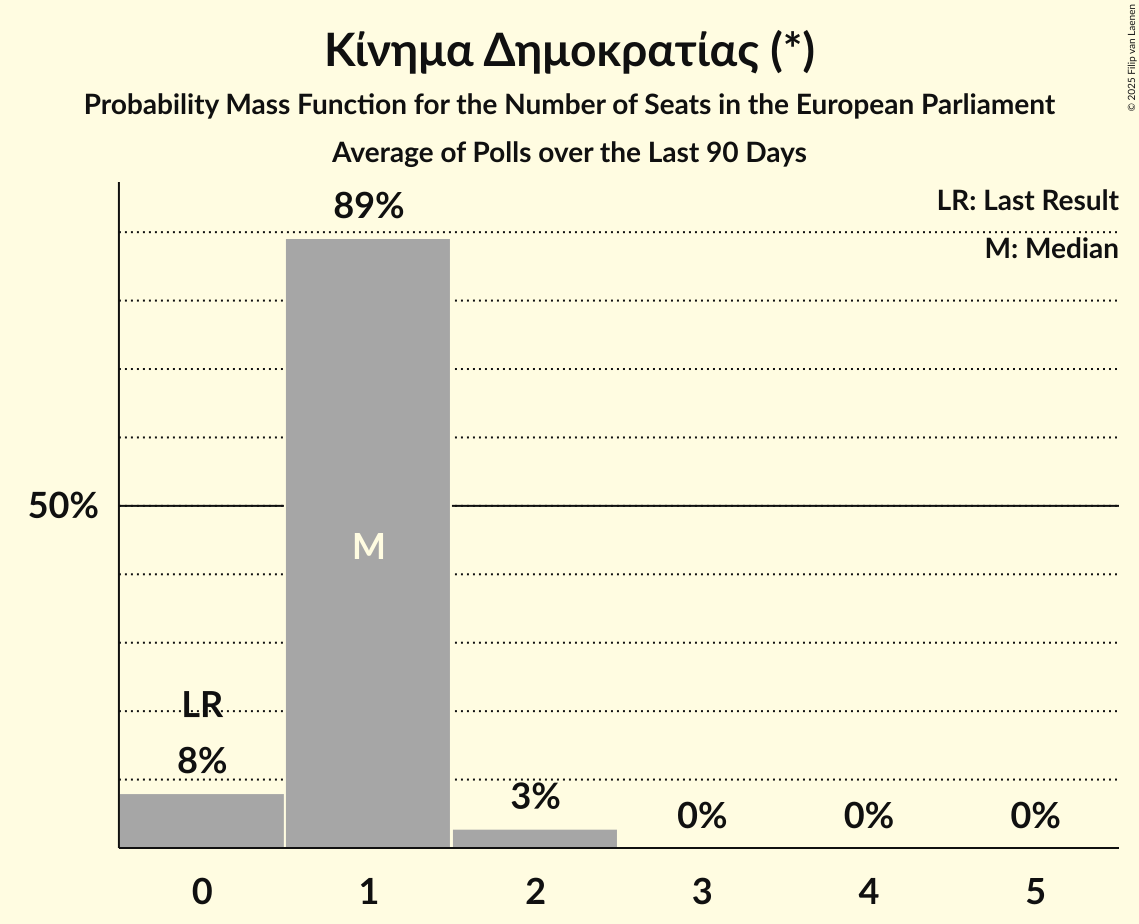 Κίνημα Δημοκρατίας (*)
Probability Mass Function for the Number of Seats in the European Parliament
Average of Polls over the Last 90 Days
© 2025 Filip van Laenen
LR: Last Result
M: Median
89%
50%
M
LR
8%
3%
0%
0%
0%
0 1 2 3 4 5